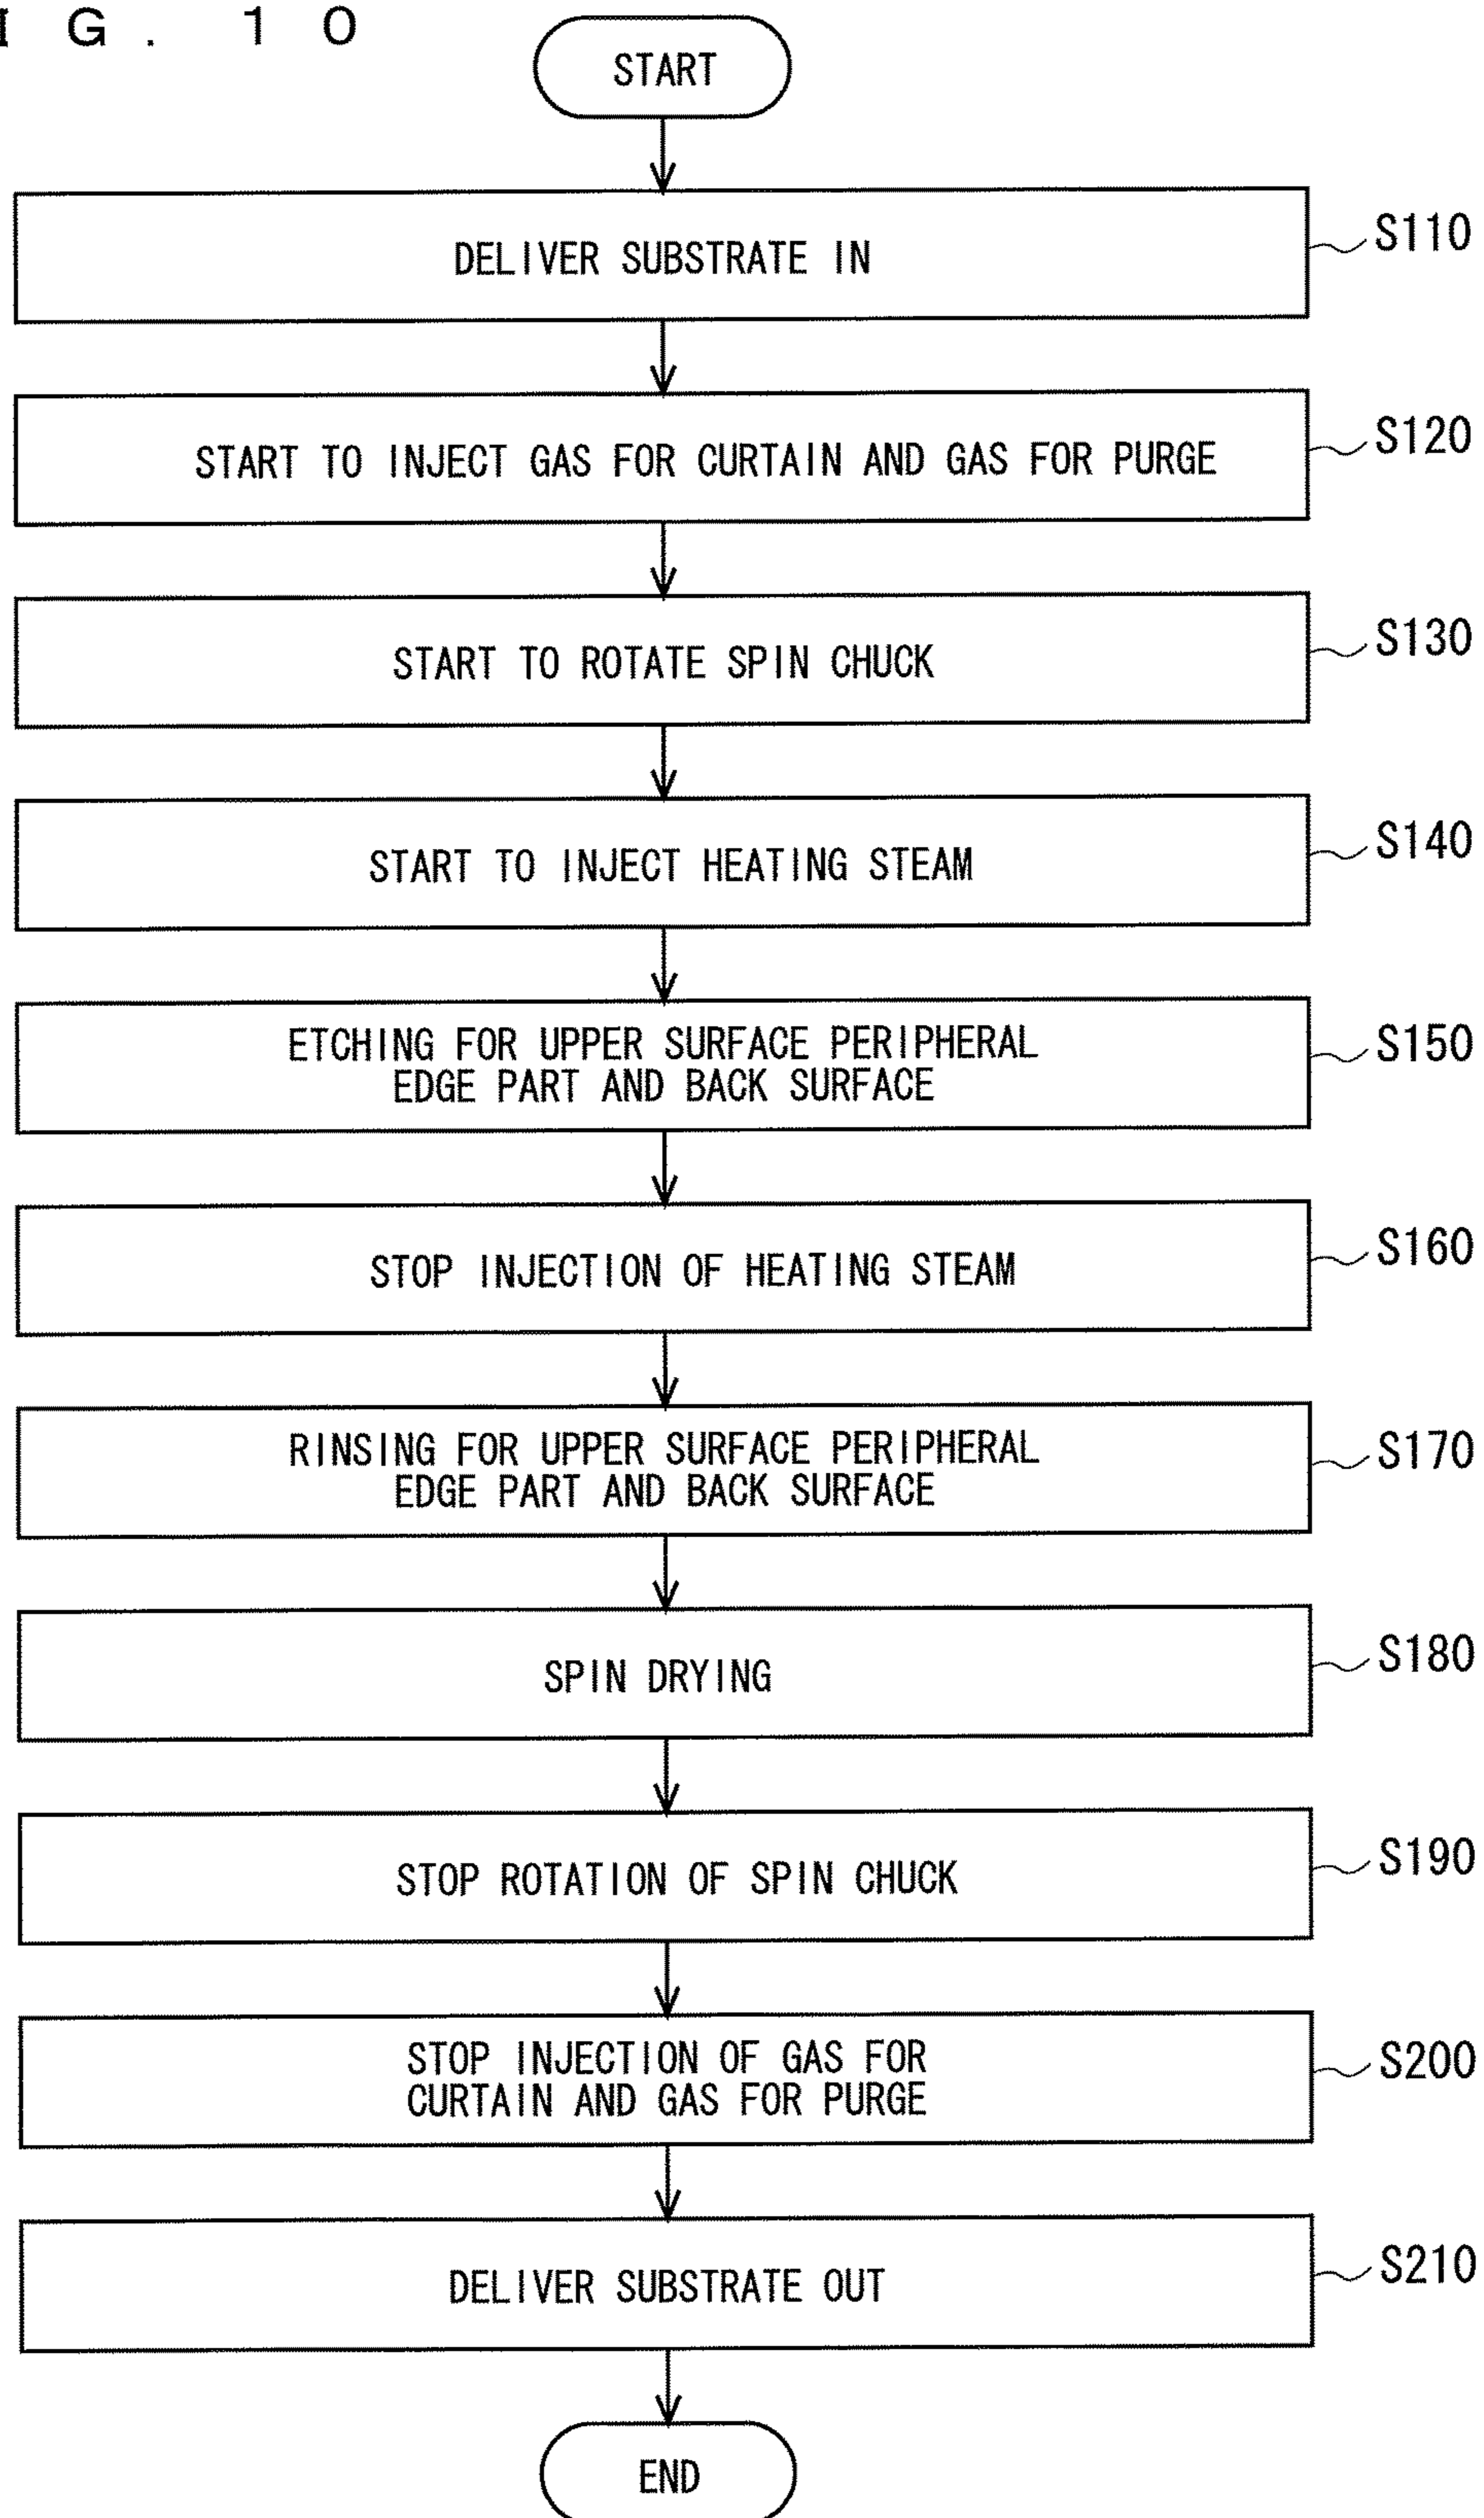 I G . 1 0
START
DELIVER SUBSTRATE IN
S110
START TO INJECT GAS FOR CURTAIN AND GAS FOR PURGE
S120
START TO ROTATE SPIN CHUCK
S130
START TO INJECT HEATING STEAM
S140
ETCHING FOR UPPER SURFACE PERIPHERAL
EDGE PART AND BACK SURFACE
S150
STOP INJECTION OF HEATING STEAM
S160
RINSING FOR UPPER SURFACE PERIPHERAL
EDGE PART AND BACK SURFACE
S170
SPIN DRYING
S180
STOP ROTATION OF SPIN CHUCK
S190
STOP INJECTION OF GAS FOR
CURTAIN AND GAS FOR PURGE
S200
DELIVER SUBSTRATE OUT
S210
END